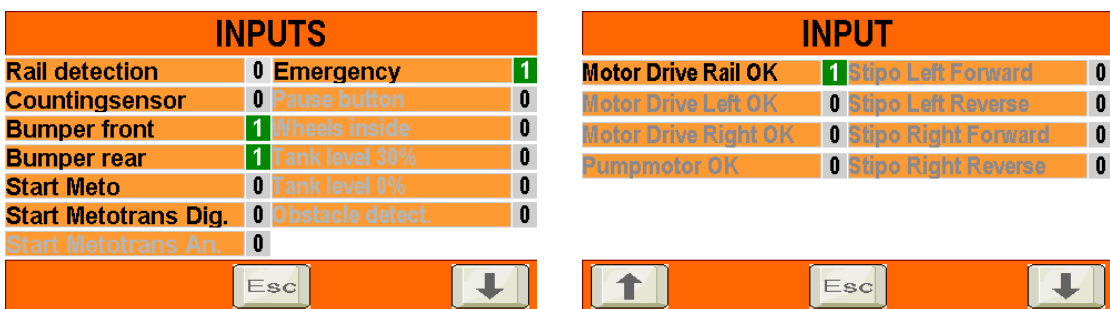 INPUTS
Rail detection 0 Emergency 1
Countingsensor 0 Pause button 0
Bumper front 1 Wheels inside 0
Bumper rear 1 Tank level 30% 0
Start Meto 0 Tank level 0% 0
Start Metotrans Dig. 0 Obstacle detect. 0
Start Metotrans An. 0
Esc
INPUT
Motor Drive Rail OK 1 Stipo Left Forward 0
Motor Drive Left OK 0 Stipo Left Reverse 0
Motor Drive Right OK 0 Stipo Right Forward 0
Pumpmotor OK 0 Stipo Right Reverse 0
Esc